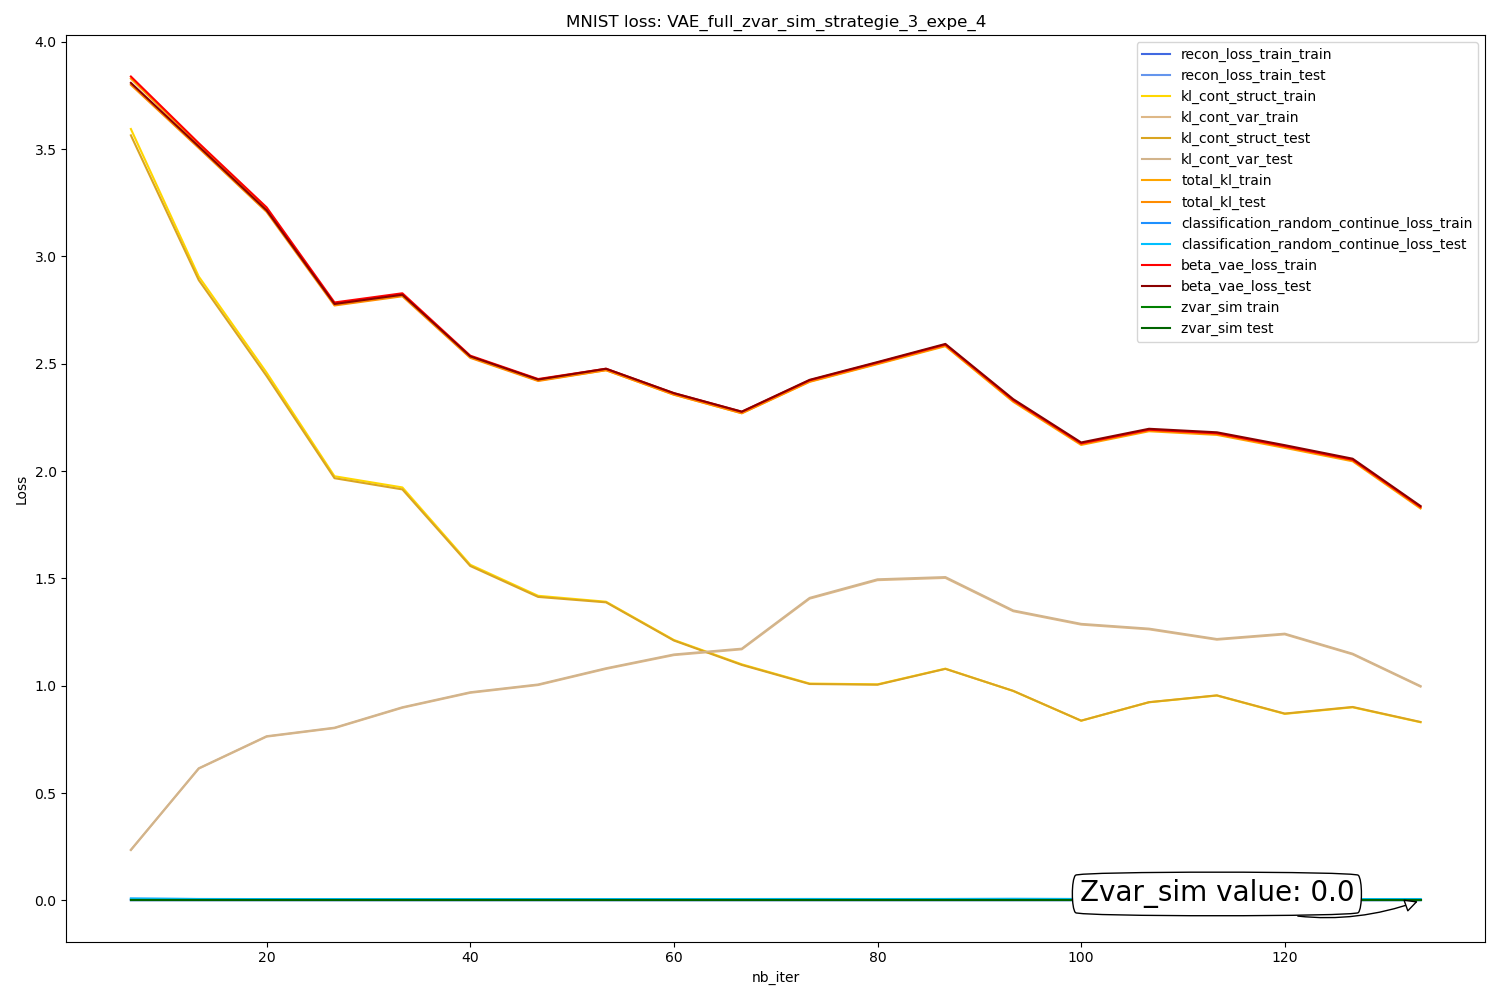 MNIST loss: VAE_full_zvar_sim_strategie_3_expe_4
4.0
3.5
3.0
2.5
2.0
1.5
1.0
0.5
0.0
Loss
recon_loss_train_train
recon_loss_train_test
kl_cont_struct_train
kl_cont_var_train
kl_cont_struct_test
kl_cont_var_test
total_kl_train
total_kl_test
classification_random_continue_loss_train
classification_random_continue_loss_test
beta_vae_loss_train
beta_vae_loss_test
zvar_sim train
zvar_sim test
Zvar_sim value: 0.0
20 40 60 80 100 120
nb_iter